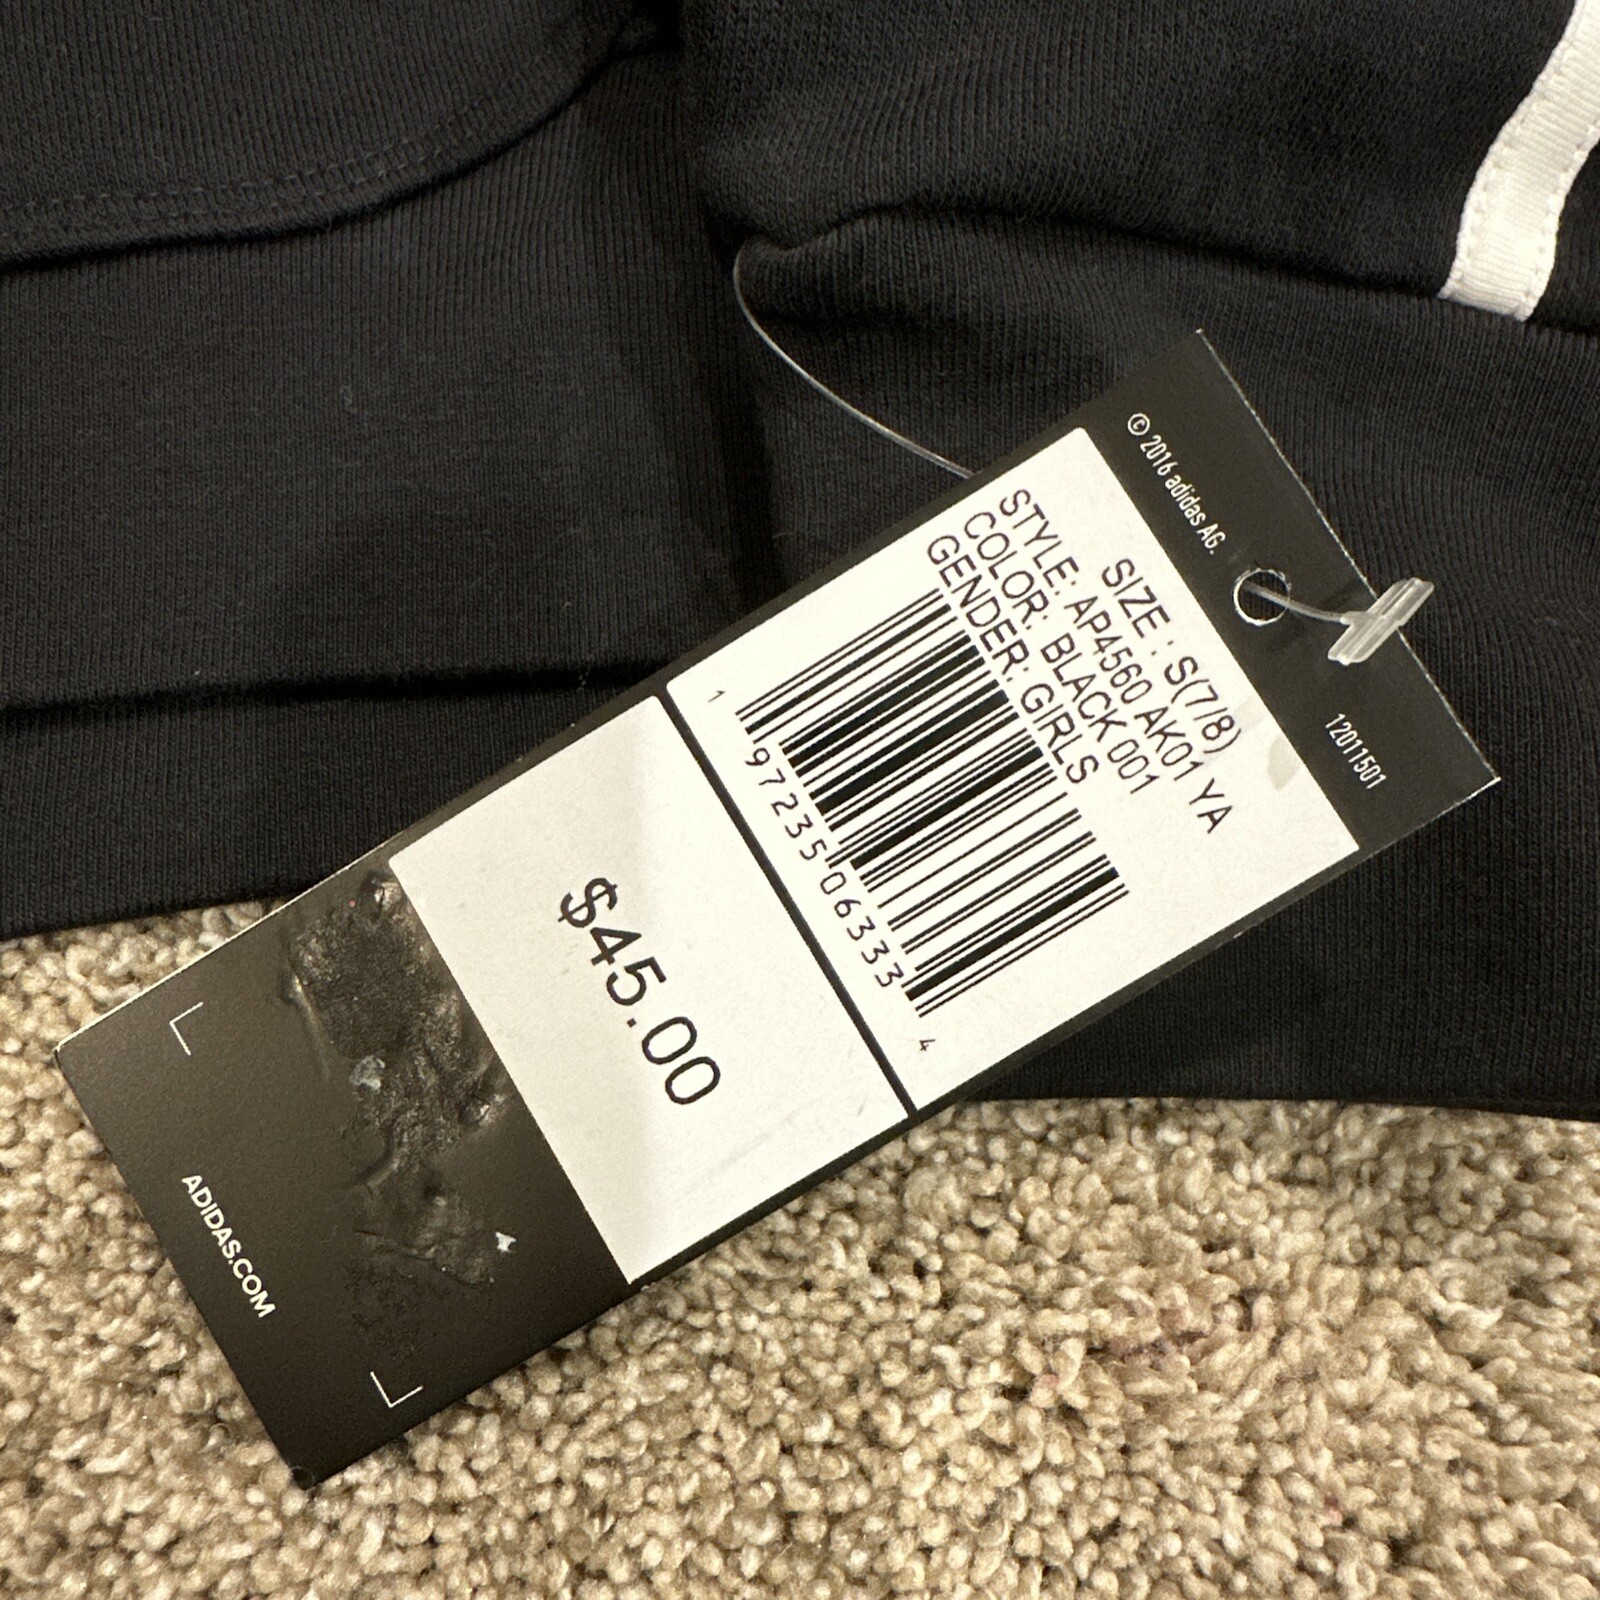 © 2016 adidas AG.
12011501
SIZE : S(7/8)
STYLE: AP4560 AK01 YA
COLOR: BLACK 001
GENDER: GIRLS
1 97235 06333 4
$45.00
ADIDAS.COM